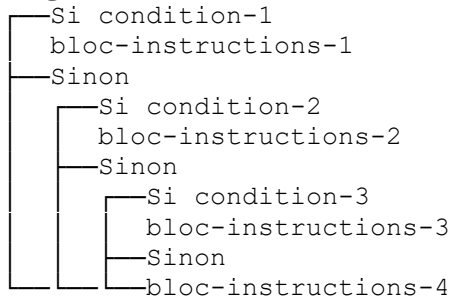 Si condition-1
bloc-instructions-1
Sinon
Si condition-2
bloc-instructions-2
Sinon
Si condition-3
bloc-instructions-3
Sinon
bloc-instructions-4